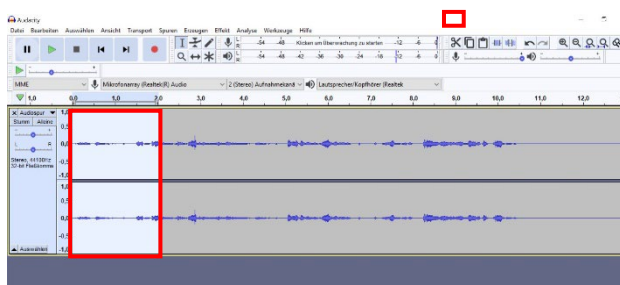 Audacity
Datei Bearbeiten Auswählen Ansicht Transport Spuren Erzeugen Effekt Analyse Werkzeuge Hilfe
L R -54 -48 Klicken um Überwachung zu starten -12 -6 0
L R -54 -48 -42 -36 -30 -24 -18 -12 -6 0
MME Mikrofonarray (Realtek(R) Audio 2 (Stereo) Aufnahmekanä Lautsprecher/Kopfhörer (Realtek
1,0 0,0 1,0 2,0 3,0 4,0 5,0 6,0 7,0 8,0 9,0 10,0 11,0 12,0
X Audospur 1,0
Stumm Alleine 0,5
L R 0,0
Stereo, 44100Hz -0,5
32-bit Fließkomma
-1,0
1,0
0,5
0,0
-0,5
Auswählen -1,0